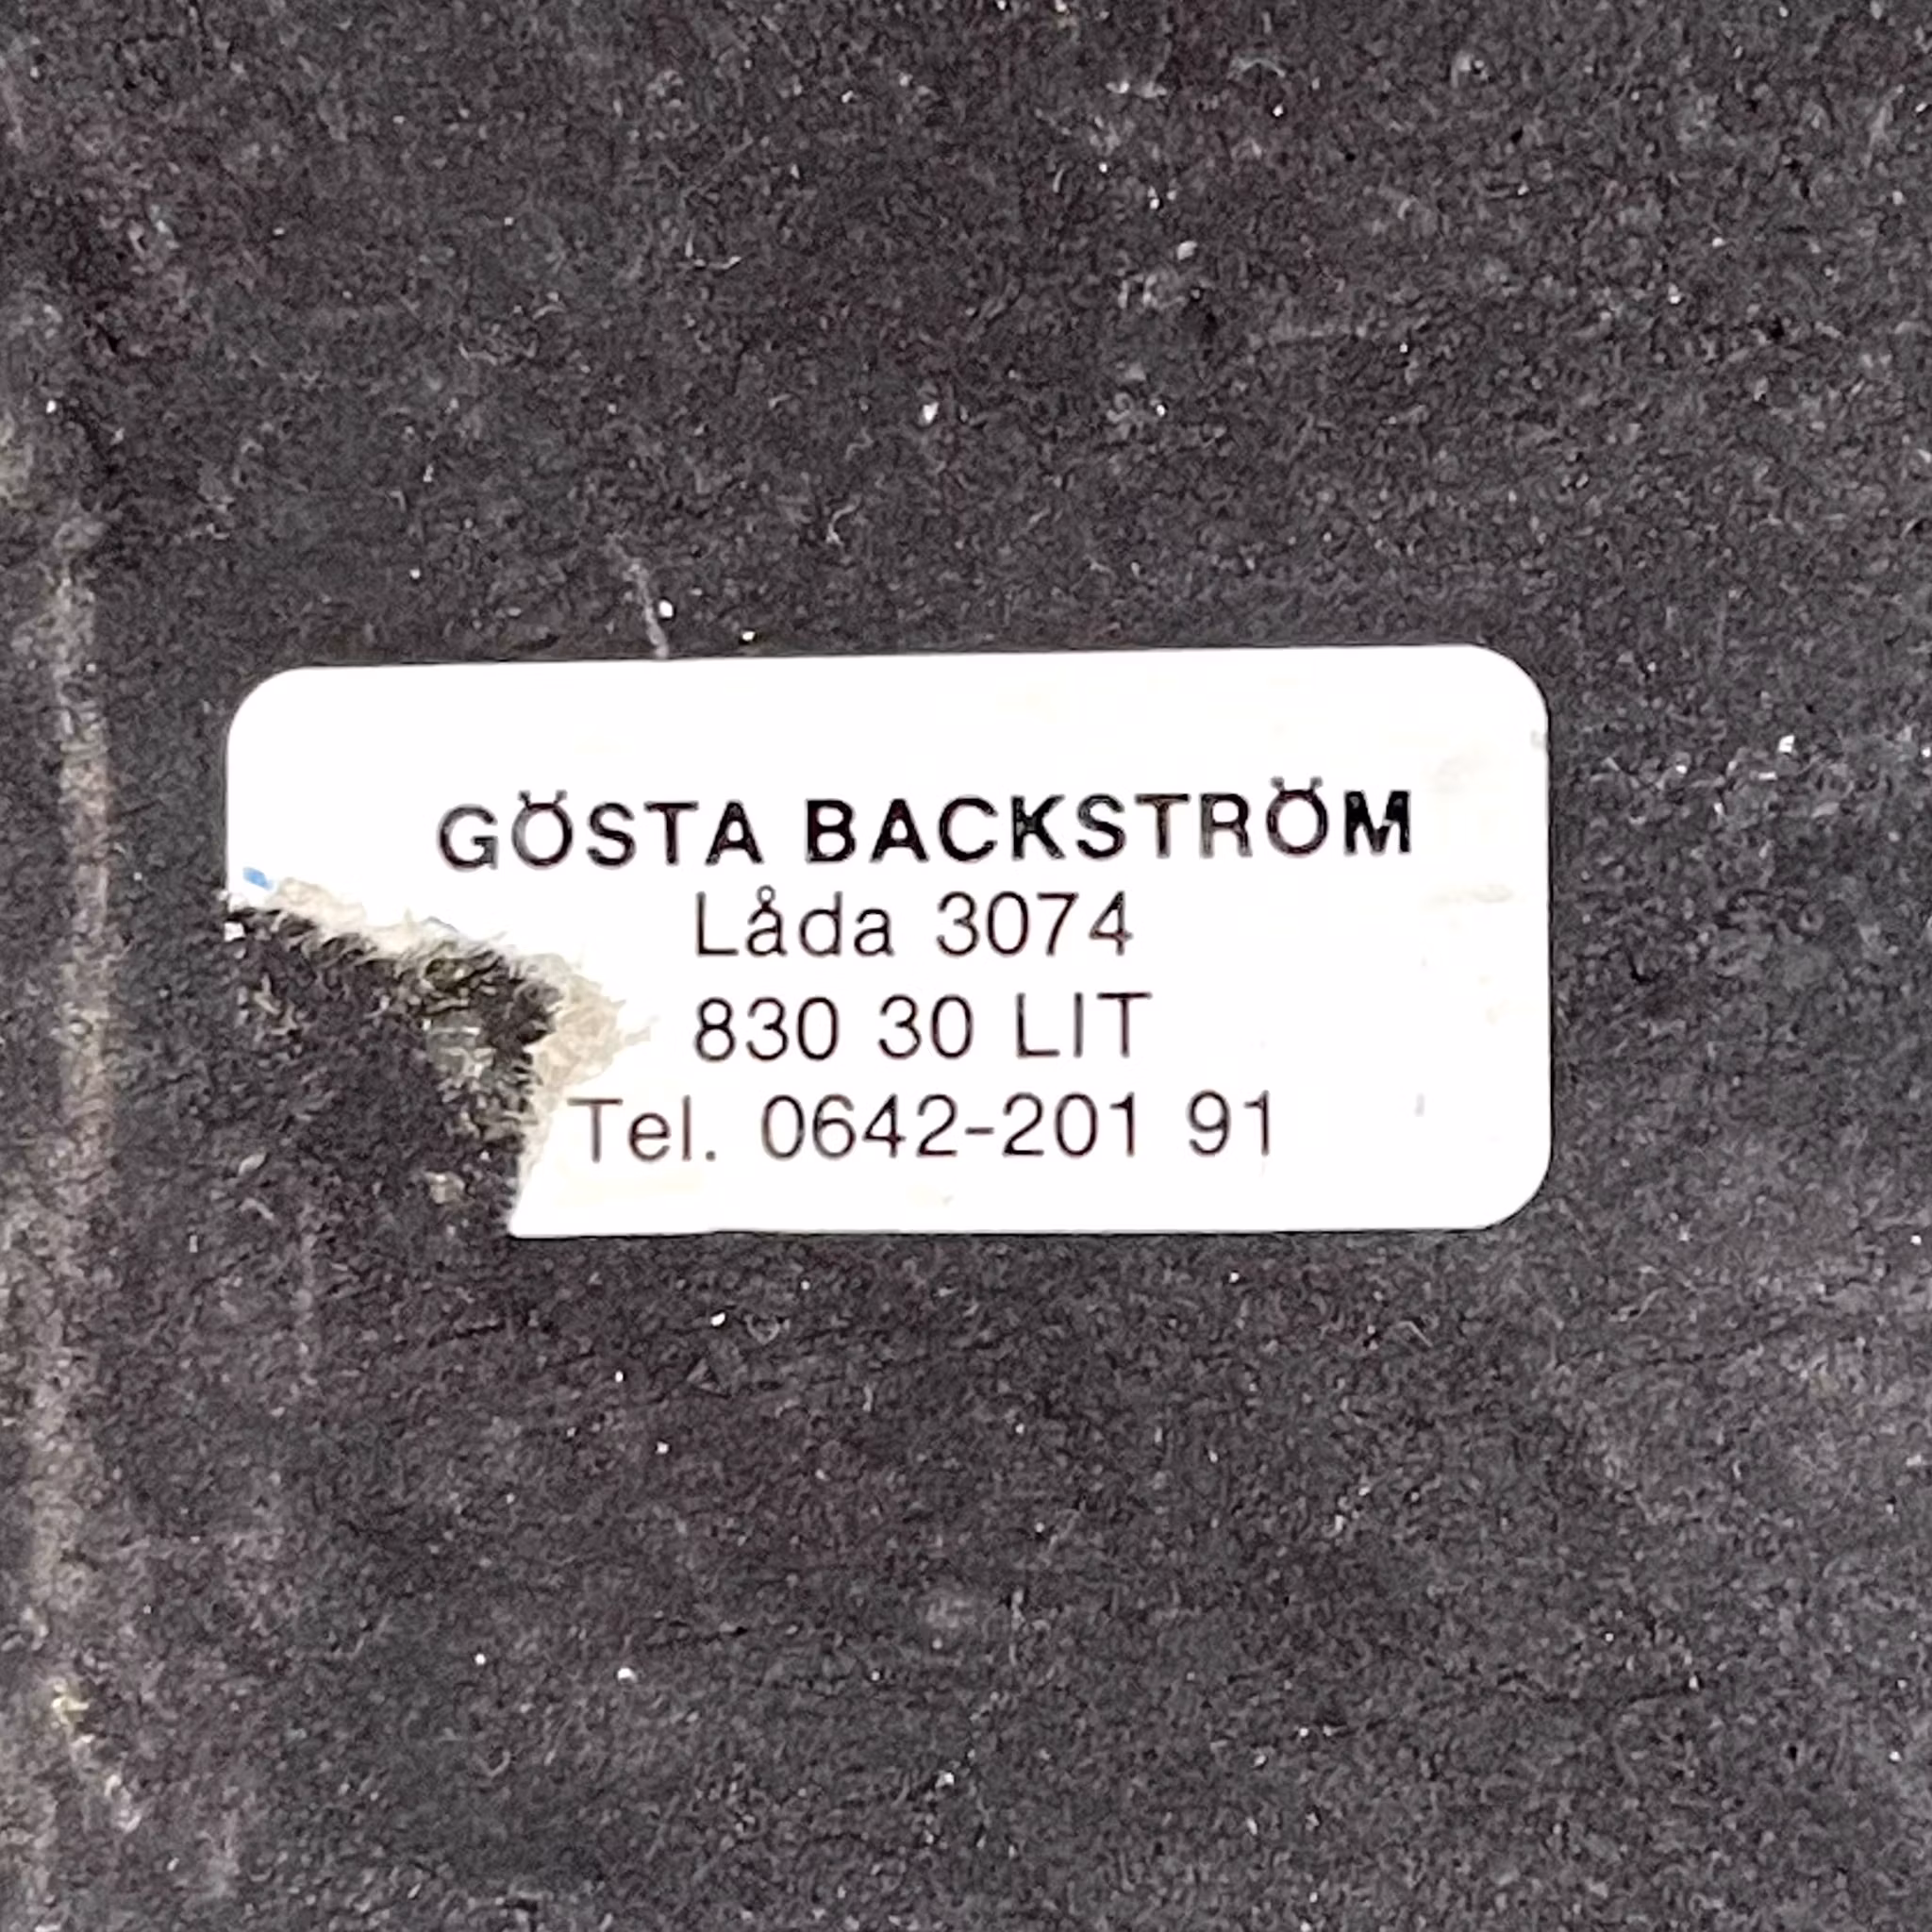 GÖSTA BACKSTRÖM
Låda 3074
830 30 LIT
Tel. 0642-201 91